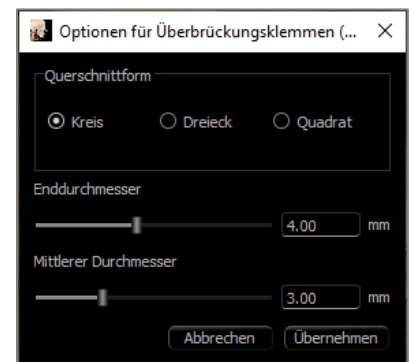 Optionen für Überbrückungsklemmen (...
Querschnittform
Kreis Dreieck Quadrat
Enddurchmesser
4.00 mm
Mittlerer Durchmesser
3.00 mm
Abbrechen Übernehmen